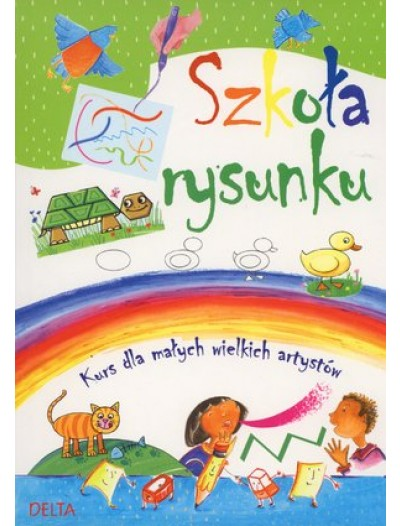 Szkoła
rysunku
Kurs dla małych wielkich artystów
DELTA